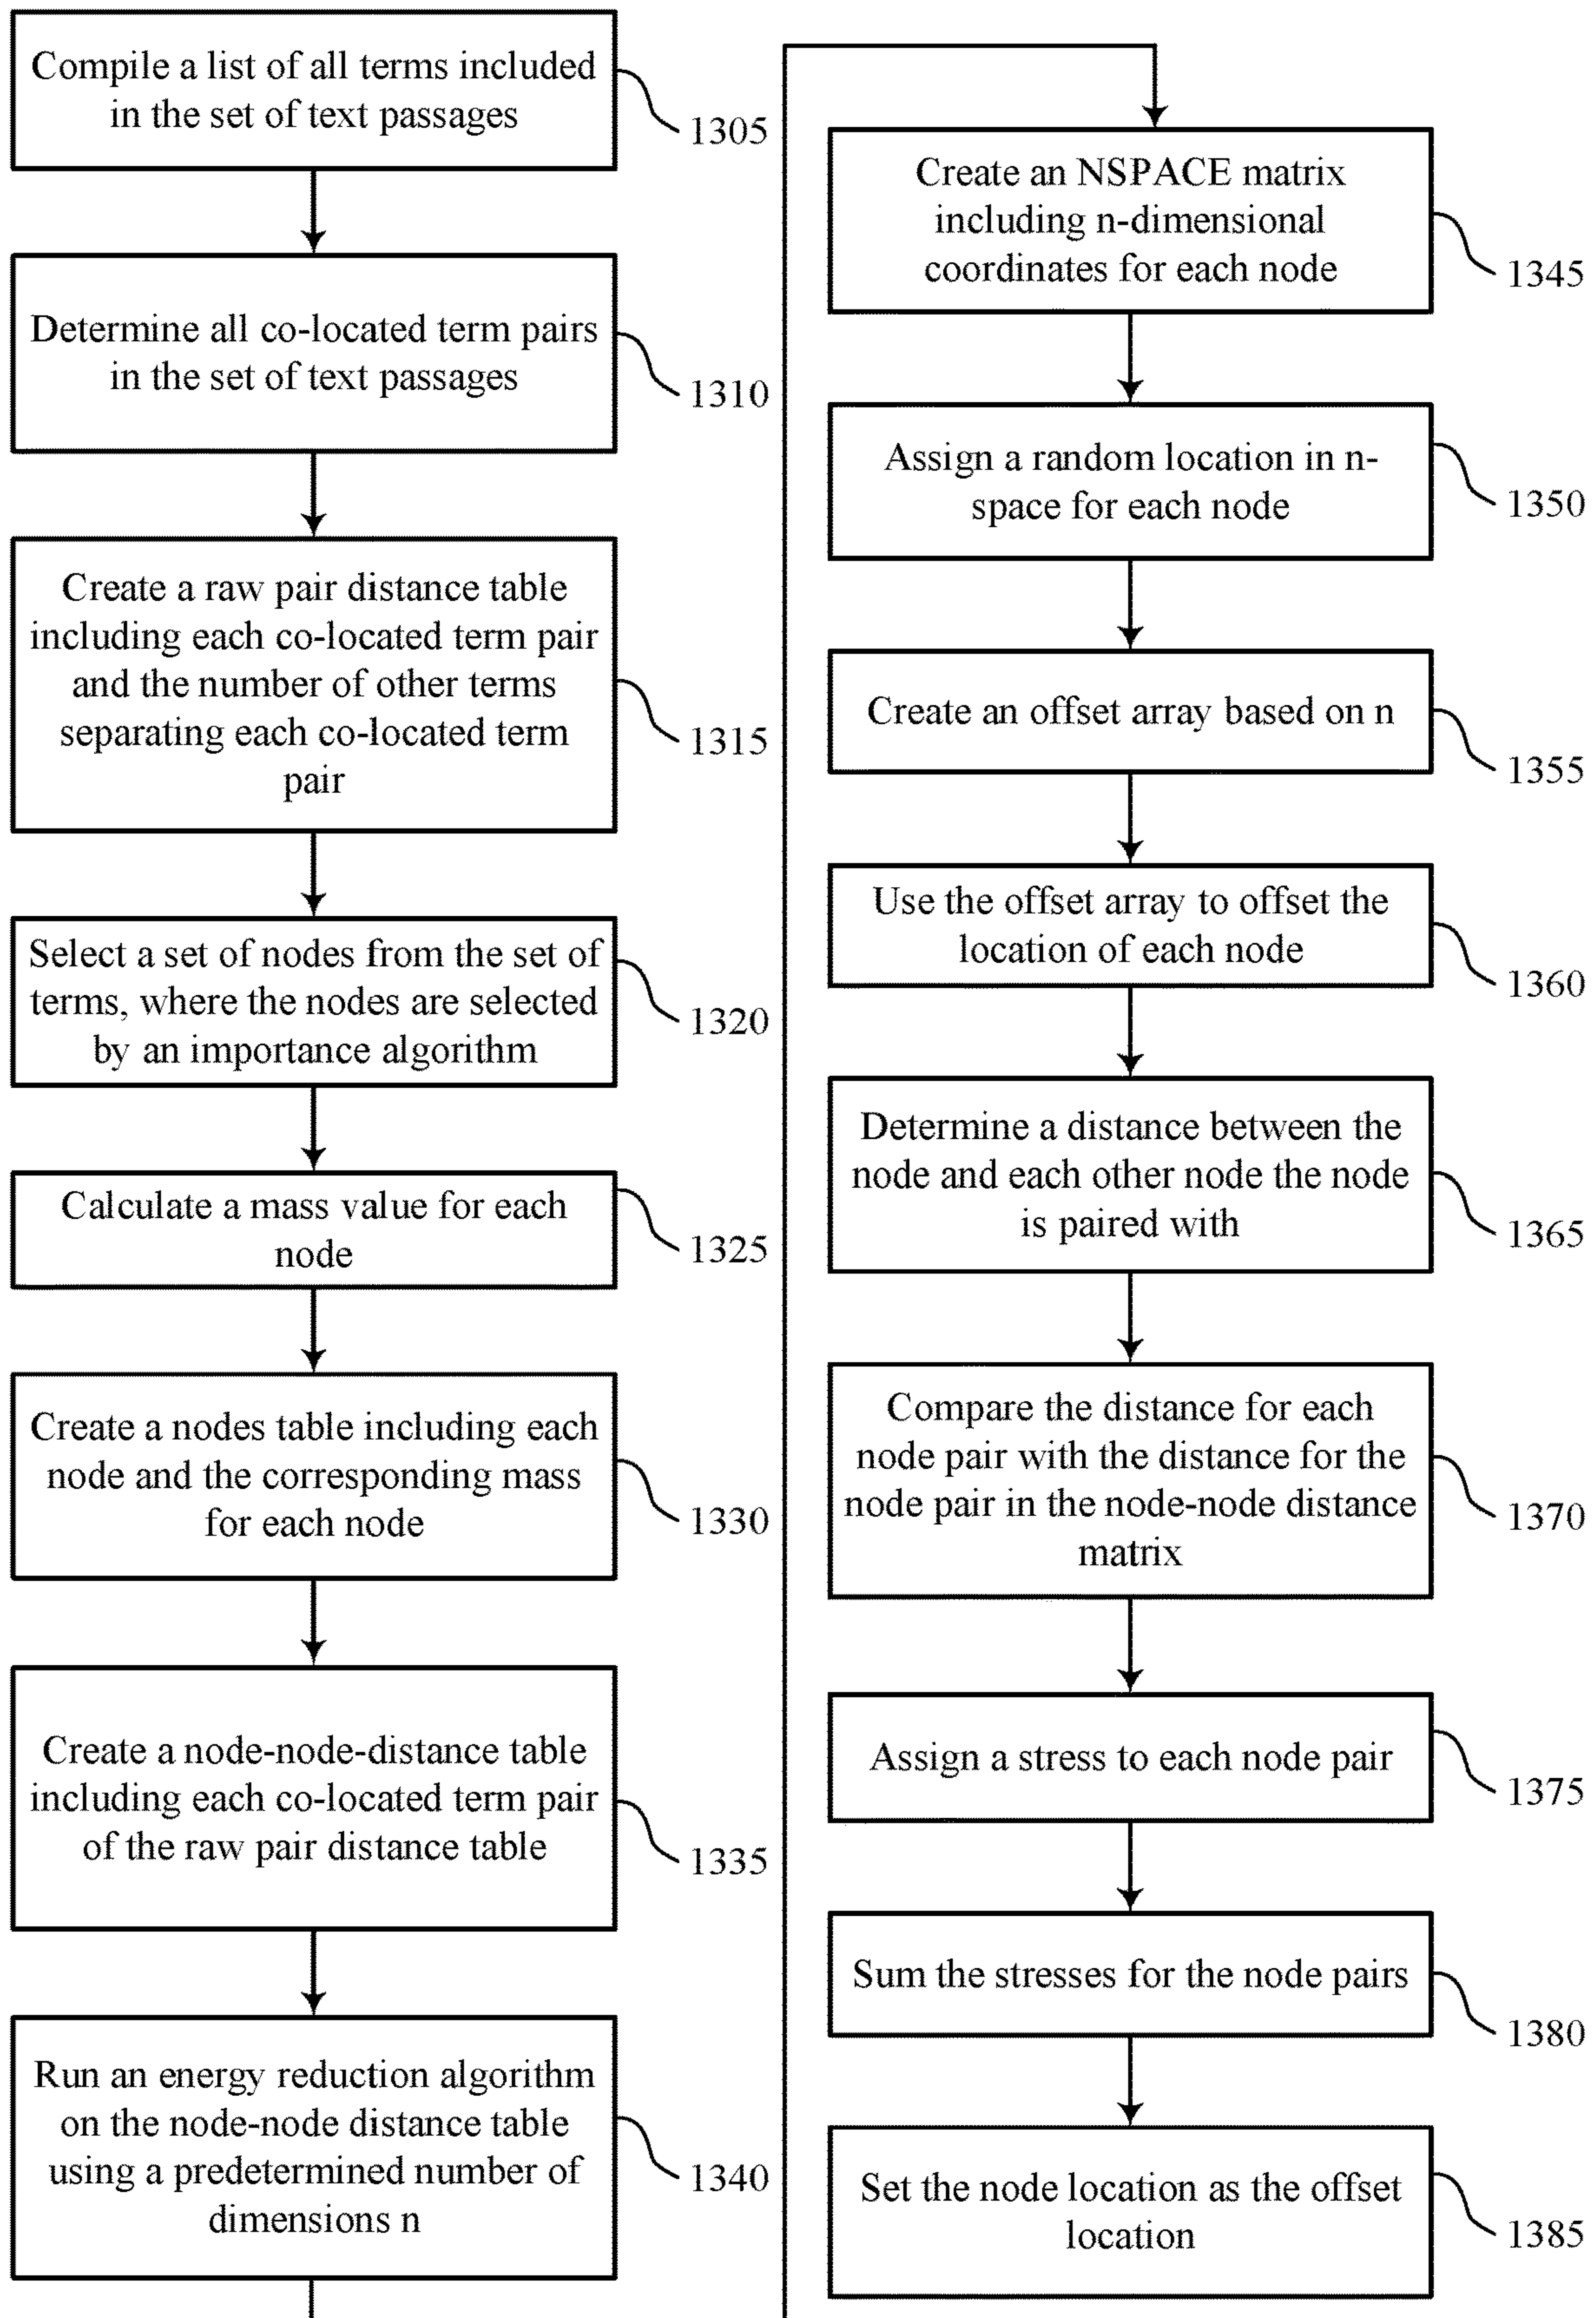 Compile a list of all terms included
in the set of text passages
1305
Determine all co-located term pairs
in the set of text passages
1310
Create a raw pair distance table
including each co-located term pair
and the number of other terms
separating each co-located term
pair
1315
Select a set of nodes from the set of
terms, where the nodes are selected
by an importance algorithm
1320
Calculate a mass value for each
node
1325
Create a nodes table including each
node and the corresponding mass
for each node
1330
Create a node-node-distance table
including each co-located term pair
of the raw pair distance table
1335
Run an energy reduction algorithm
on the node-node distance table
using a predetermined number of
dimensions n
1340
Create an NSPACE matrix
including n-dimensional
coordinates for each node
1345
Assign a random location in n-
space for each node
1350
Create an offset array based on n
1355
Use the offset array to offset the
location of each node
1360
Determine a distance between the
node and each other node the node
is paired with
1365
Compare the distance for each
node pair with the distance for the
node pair in the node-node distance
matrix
1370
Assign a stress to each node pair
1375
Sum the stresses for the node pairs
1380
Set the node location as the offset
location
1385